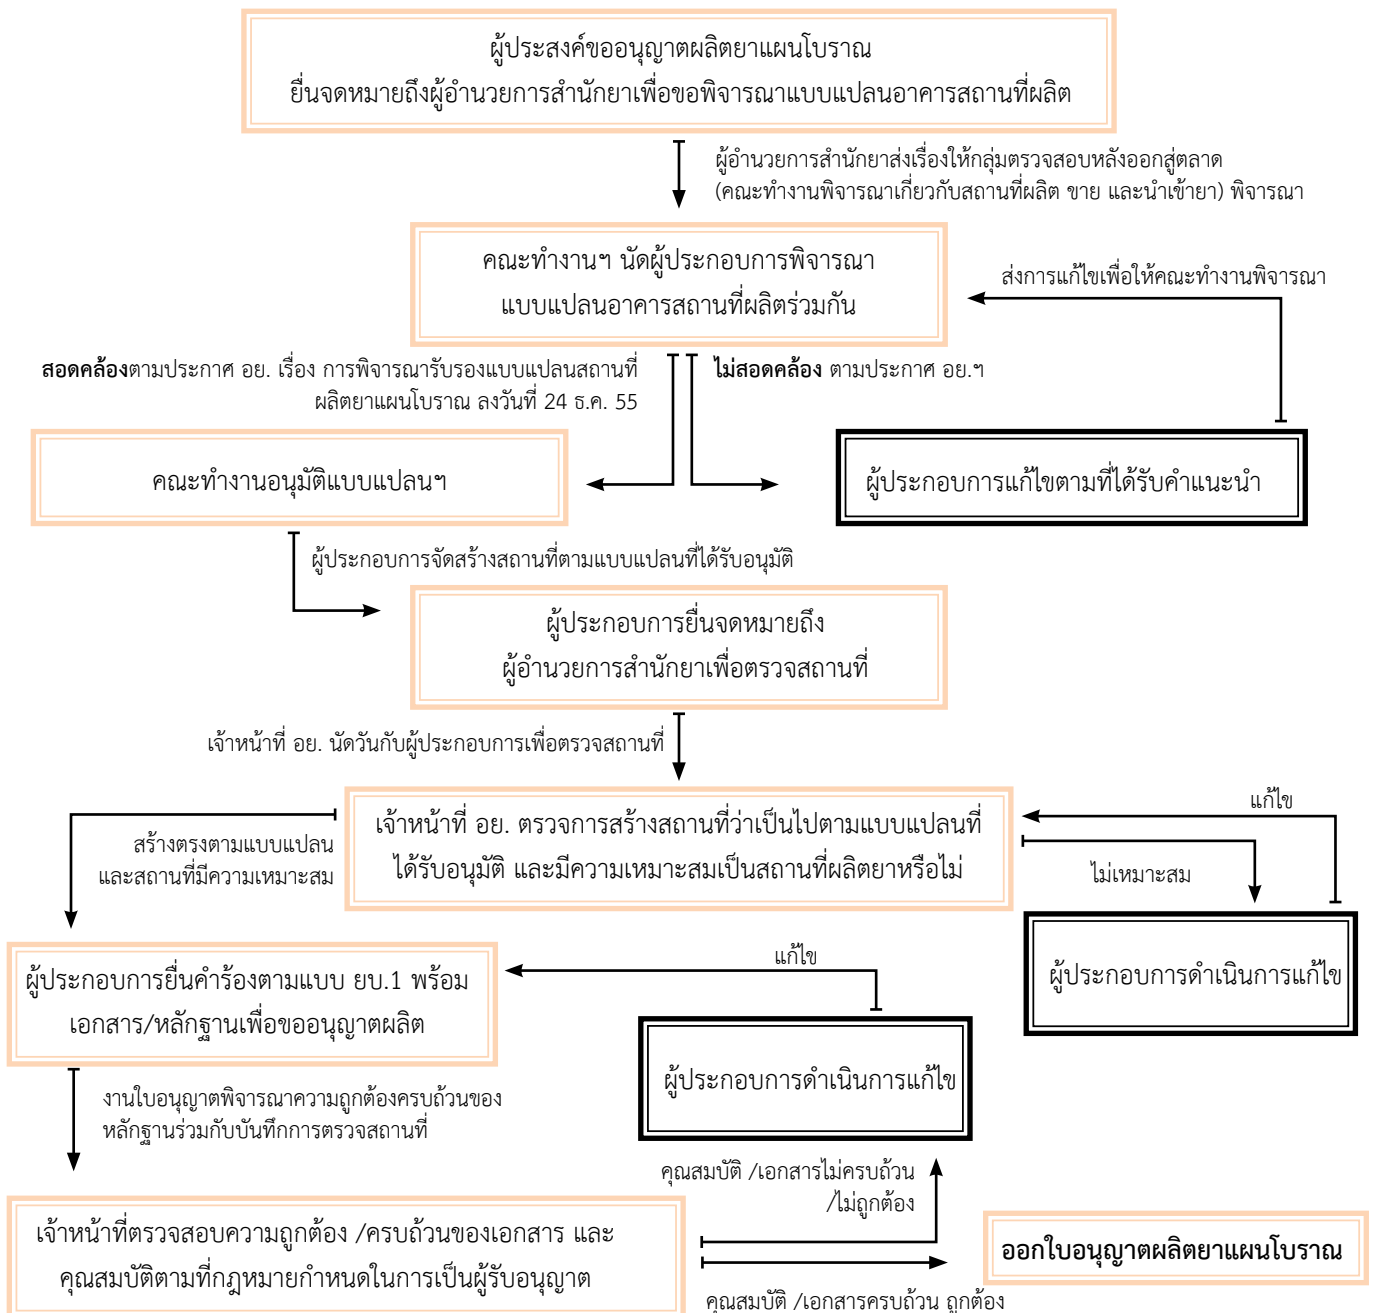 ผู้ประสงค์ขออนุญาตผลิตยาแผนโบราณ
ยื่นจดหมายถึงผู้อำนวยการสำนักยาเพื่อขอพิจารณาแบบแปลนอาคารสถานที่ผลิต
ผู้อำนวยการสำนักยาส่งเรื่องให้กลุ่มตรวจสอบหลังออกสู่ตลาด
(คณะทำงานพิจารณาเกี่ยวกับสถานที่ผลิต ขาย และนำเข้ายา) พิจารณา
คณะทำงานฯ นัดผู้ประกอบการพิจารณา
แบบแปลนอาคารสถานที่ผลิตร่วมกัน
ส่งการแก้ไขเพื่อให้คณะทำงานพิจารณา
สอดคล้องตามประกาศ อย. เรื่อง การพิจารณารับรองแบบแปลนสถานที่
ผลิตยาแผนโบราณ ลงวันที่ 24 ธ.ค. 55
ไม่สอดคล้อง ตามประกาศ อย.ฯ
คณะทำงานอนุมัติแบบแปลนฯ
ผู้ประกอบการแก้ไขตามที่ได้รับคำแนะนำ
ผู้ประกอบการจัดสร้างสถานที่ตามแบบแปลนที่ได้รับอนุมัติ
ผู้ประกอบการยื่นจดหมายถึง
ผู้อำนวยการสำนักยาเพื่อตรวจสถานที่
เจ้าหน้าที่ อย. นัดวันกับผู้ประกอบการเพื่อตรวจสถานที่
เจ้าหน้าที่ อย. ตรวจการสร้างสถานที่ว่าเป็นไปตามแบบแปลนที่
ได้รับอนุมัติ และมีความเหมาะสมเป็นสถานที่ผลิตยาหรือไม่
แก้ไข
สร้างตรงตามแบบแปลน
และสถานที่มีความเหมาะสม
ไม่เหมาะสม
ผู้ประกอบการดำเนินการแก้ไข
ผู้ประกอบการยื่นคำร้องตามแบบ ยบ.1 พร้อม
เอกสาร/หลักฐานเพื่อขออนุญาตผลิต
แก้ไข
ผู้ประกอบการดำเนินการแก้ไข
งานใบอนุญาตพิจารณาความถูกต้องครบถ้วนของ
หลักฐานร่วมกับบันทึกการตรวจสถานที่
คุณสมบัติ /เอกสารไม่ครบถ้วน
/ไม่ถูกต้อง
เจ้าหน้าที่ตรวจสอบความถูกต้อง /ครบถ้วนของเอกสาร และ
คุณสมบัติตามที่กฎหมายกำหนดในการเป็นผู้รับอนุญาต
ออกใบอนุญาตผลิตยาแผนโบราณ
คุณสมบัติ /เอกสารครบถ้วน ถูกต้อง